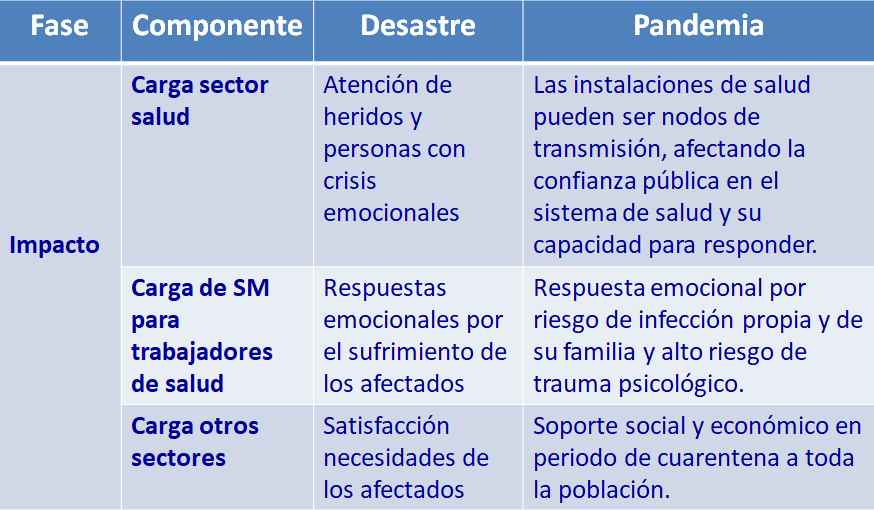 Fase Componente Desastre Pandemia
Impacto
Carga sector
salud
Atención de
heridos y
personas con
crisis
emocionales
Las instalaciones de salud
pueden ser nodos de
transmisión, afectando la
confianza pública en el
sistema de salud y su
capacidad para responder.
Carga de SM
para
trabajadores
de salud
Respuestas
emocionales por
el sufrimiento de
los afectados
Respuesta emocional por
riesgo de infección propia y de
su familia y alto riesgo de
trauma psicológico.
Carga otros
sectores
Satisfacción
necesidades de
los afectados
Soporte social y económico en
periodo de cuarentena a toda
la población.